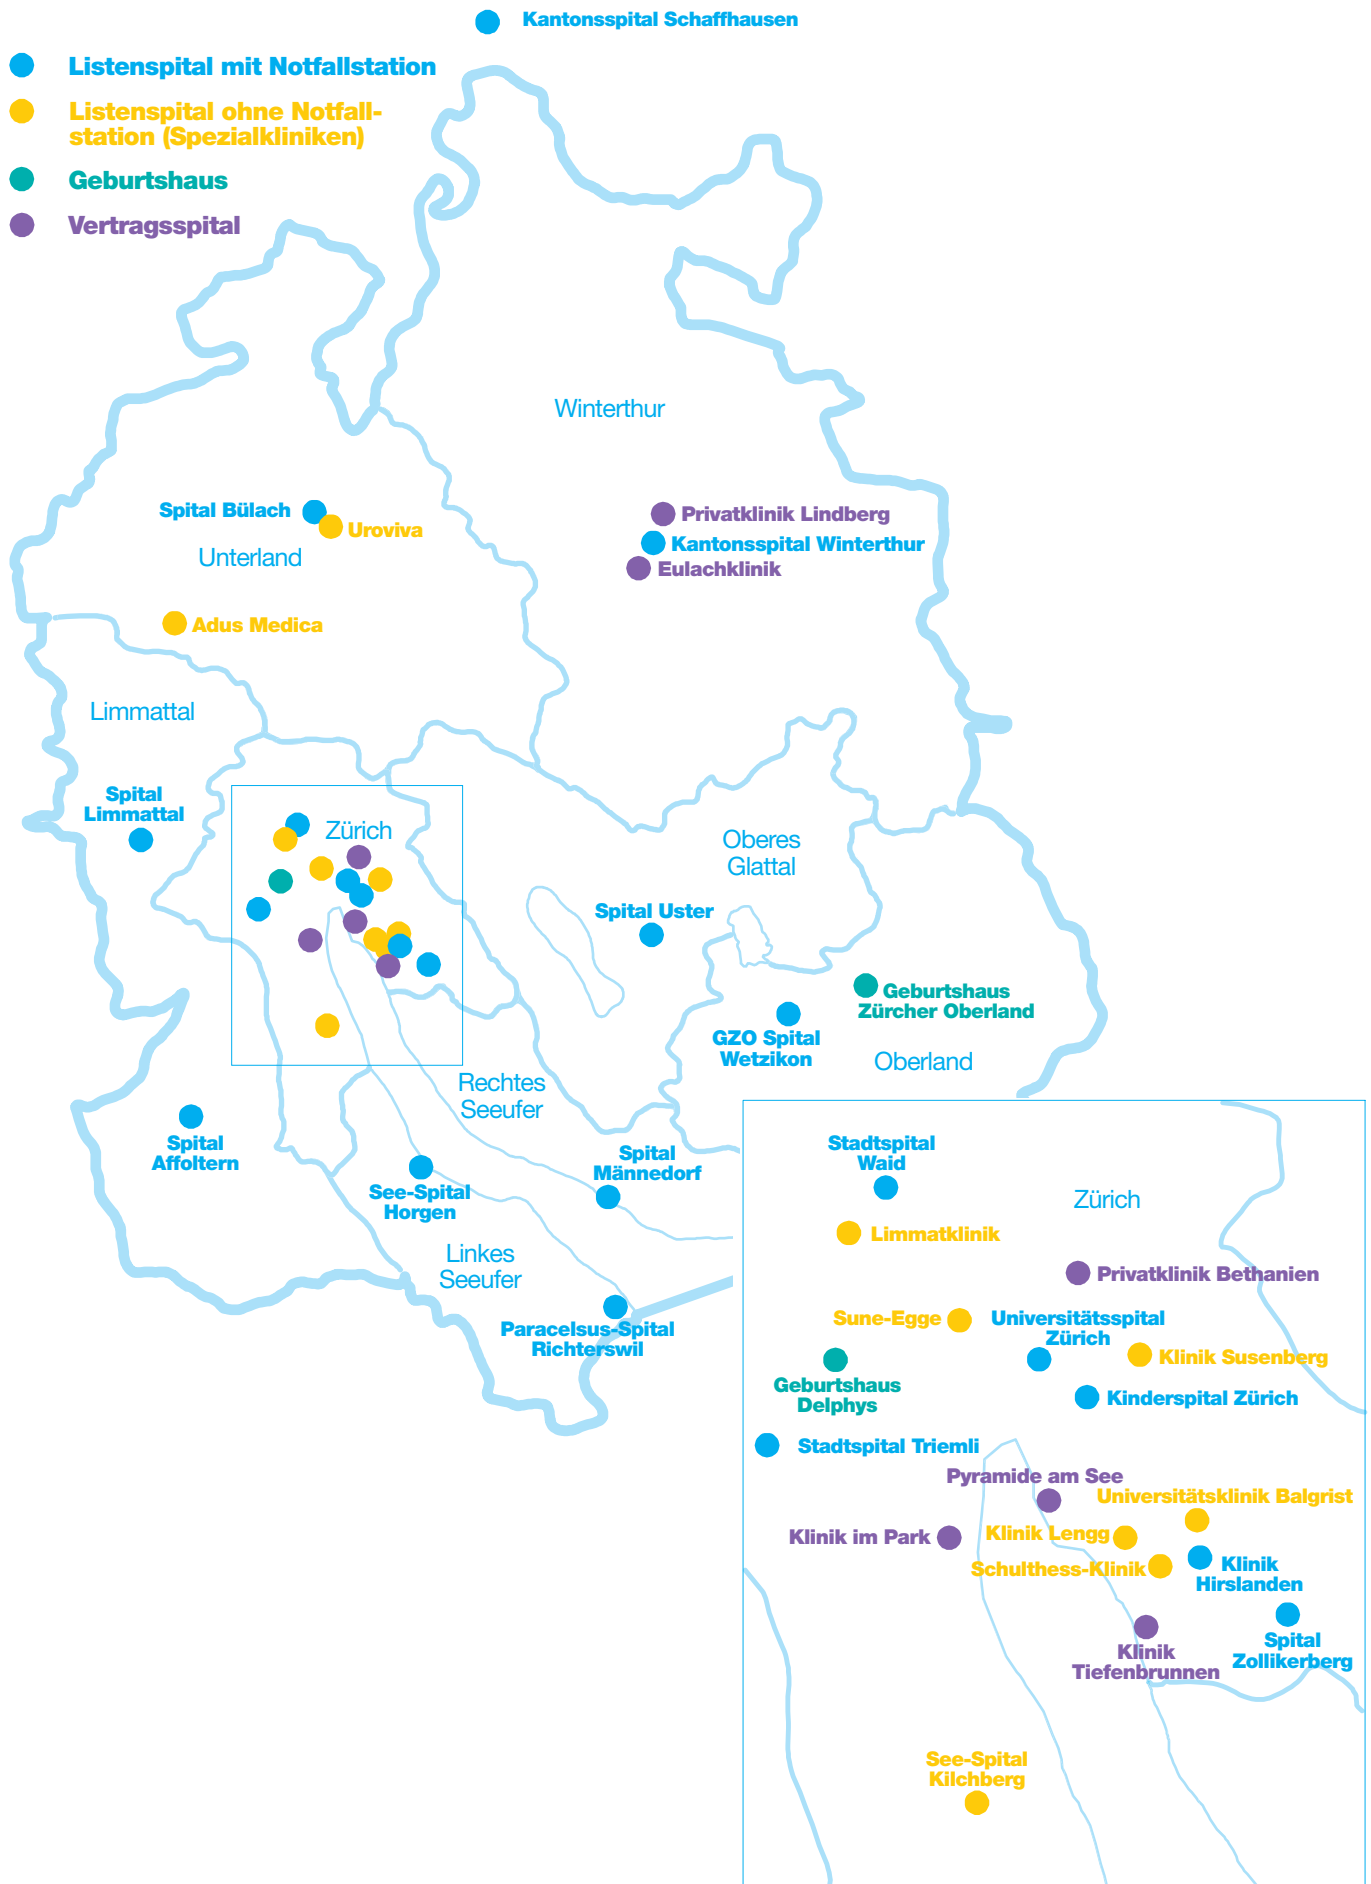 Kantonsspital Schaffhausen
Listenspital mit Notfallstation
Listenspital ohne Notfall-
station (Spezialkliniken)
Geburtshaus
Vertragsspital
Winterthur
Spital Bülach
Uroviva
Unterland
Privatklinik Lindberg
Kantonsspital Winterthur
Eulachklinik
Adus Medica
Limmattal
Spital
Limmattal
Zürich
Oberes
Glattal
Spital Uster
Geburtshaus
Zürcher Oberland
GZO Spital
Wetzikon
Oberland
Rechtes
Seeufer
Spital
Affoltern
See-Spital
Horgen
Spital
Männedorf
Linkes
Seeufer
Paracelsus-Spital
Richterswil
Stadtspital
Waid
Zürich
Limmatklinik
Privatklinik Bethanien
Sune-Egge
Universitätsspital
Zürich
Klinik Susenberg
Geburtshaus
Delphys
Kinderspital Zürich
Stadtspital Triemli
Pyramide am See
Universitätsklinik Balgrist
Klinik im Park
Klinik Lengg
Schulthess-Klinik
Klinik
Hirslanden
Klinik
Tiefenbrunnen
Spital
Zollikerberg
See-Spital
Kilchberg